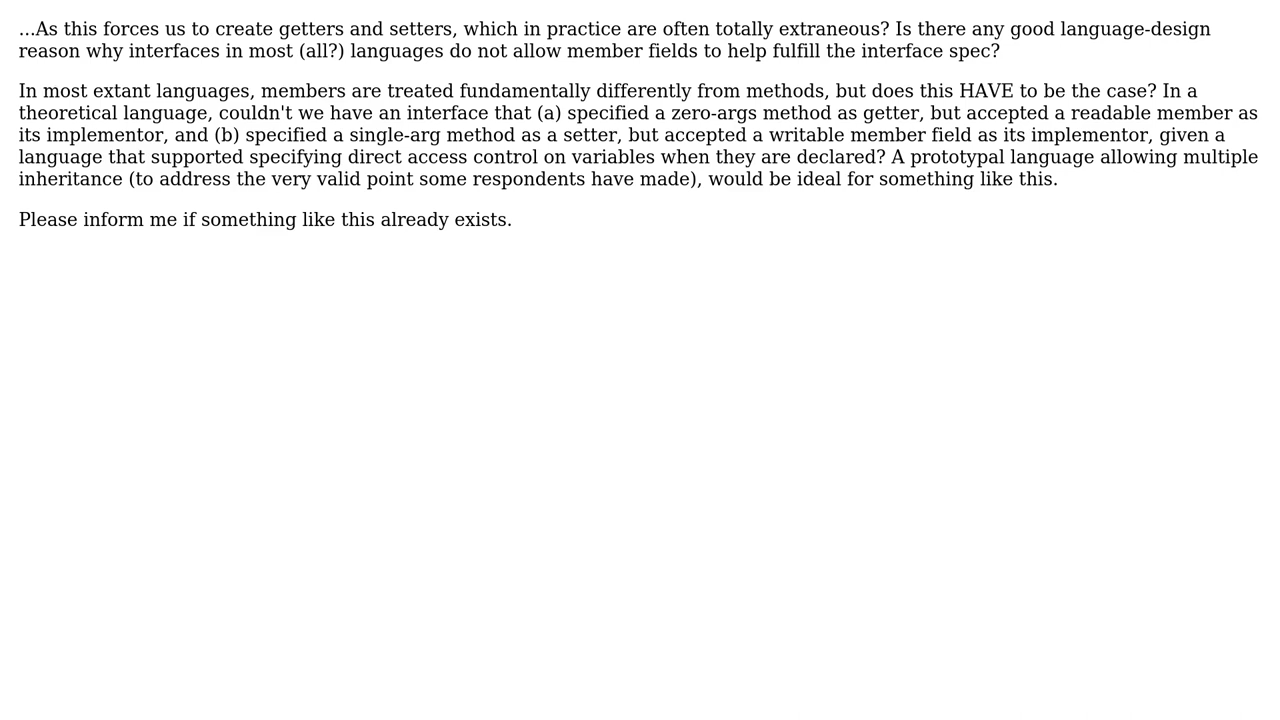 ...As this forces us to create getters and setters, which in practice are often totally extraneous? Is there any good language-design
reason why interfaces in most (all?) languages do not allow member fields to help fulfill the interface spec?
In most extant languages, members are treated fundamentally differently from methods, but does this HAVE to be the case? In a
theoretical language, couldn't we have an interface that (a) specified a zero-args method as getter, but accepted a readable member as
its implementor, and (b) specified a single-arg method as a setter, but accepted a writable member field as its implementor, given a
language that supported specifying direct access control on variables when they are declared? A prototypal language allowing multiple
inheritance (to address the very valid point some respondents have made), would be ideal for something like this.
Please inform me if something like this already exists.